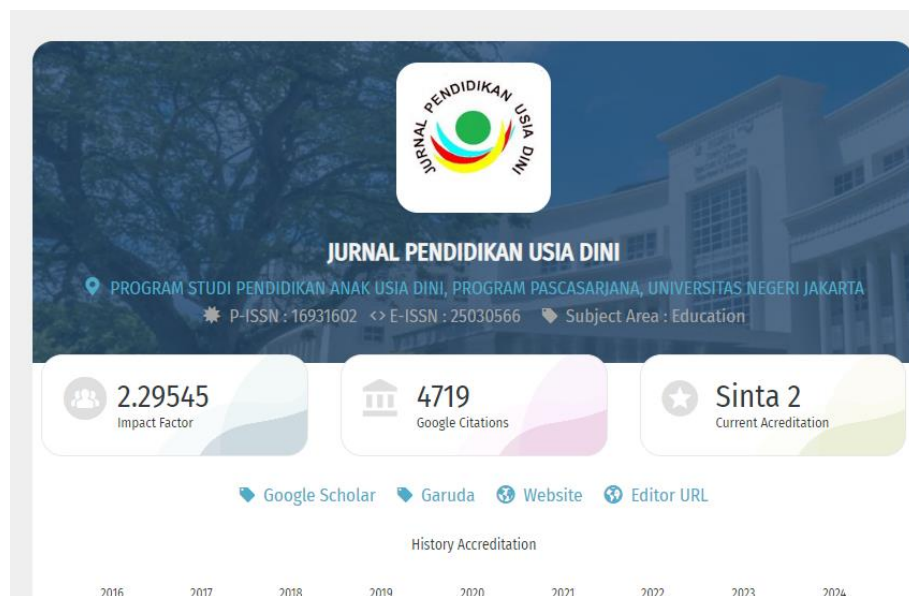 JURNAL PENDIDIKAN USIA DINI
JURNAL PENDIDIKAN USIA DINI
PROGRAM STUDI PENDIDIKAN ANAK USIA DINI, PROGRAM PASCASARJANA, UNIVERSITAS NEGERI JAKARTA
P-ISSN : 16931602 <> E-ISSN : 25030566 Subject Area : Education
2.29545
Impact Factor
4719
Google Citations
Sinta 2
Current Acreditation
Google Scholar Garuda Website Editor URL
History Accreditation
2016 2017 2018 2019 2020 2021 2022 2023 2024